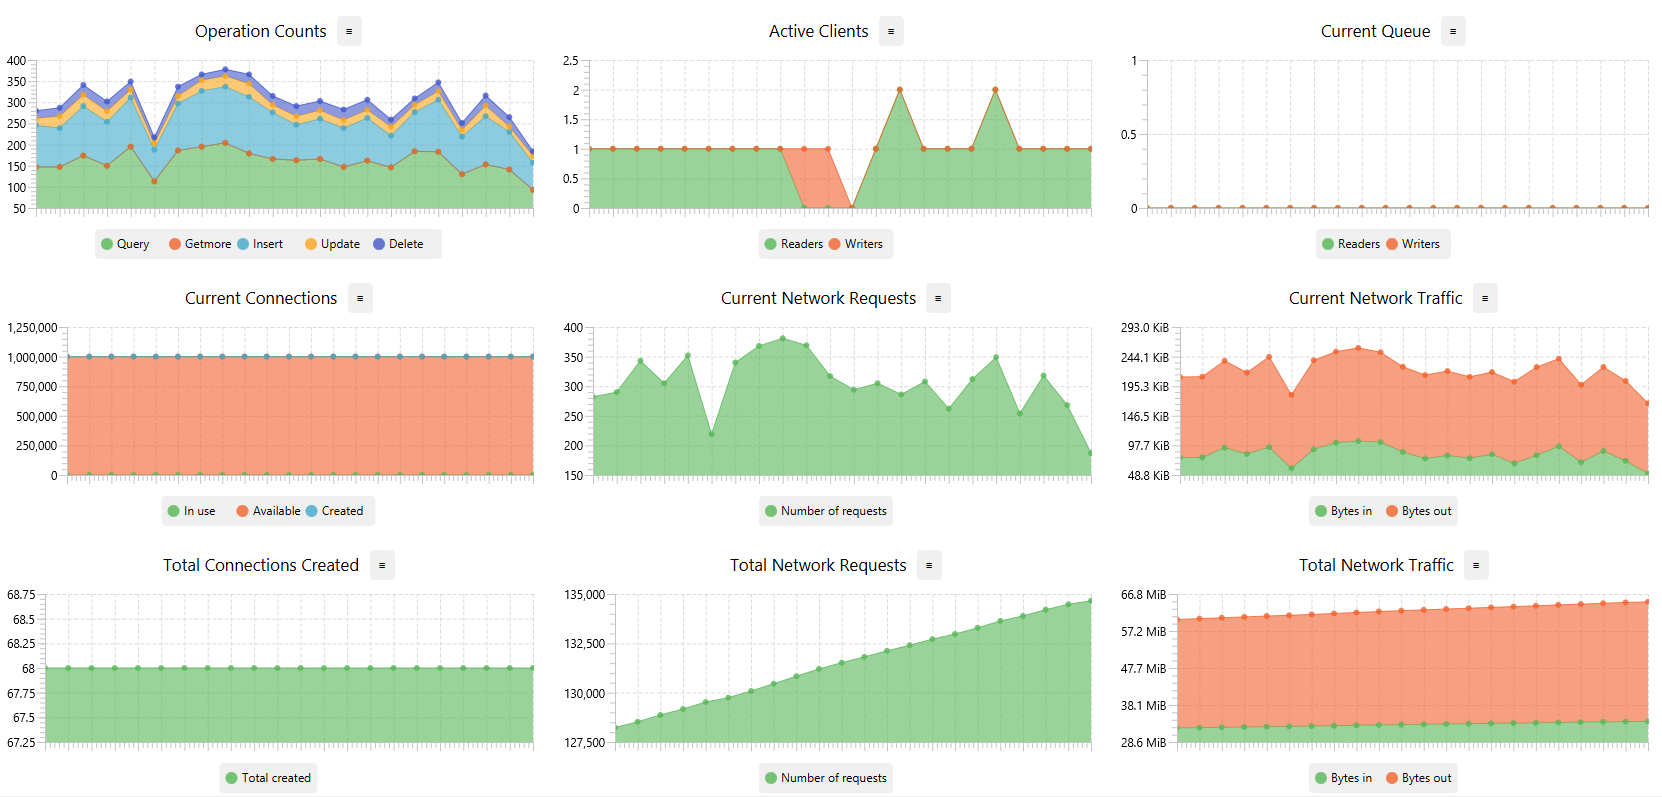 Operation Counts ≡
400
350
300
250
200
150
100
50
Query Getmore Insert Update Delete
Active Clients ≡
2.5
2
1.5
1
0.5
0
Readers Writers
Current Queue ≡
1
0.5
0
Readers Writers
Current Connections ≡
1,250,000
1,000,000
750,000
500,000
250,000
0
In use Available Created
Current Network Requests ≡
400
350
300
250
200
150
Number of requests
Current Network Traffic ≡
293.0 KiB
244.1 KiB
195.3 KiB
146.5 KiB
97.7 KiB
48.8 KiB
Bytes in Bytes out
Total Connections Created ≡
68.75
68.5
68.25
68
67.75
67.5
67.25
Total created
Total Network Requests ≡
135,000
132,500
130,000
127,500
Number of requests
Total Network Traffic ≡
66.8 MiB
57.2 MiB
47.7 MiB
38.1 MiB
28.6 MiB
Bytes in Bytes out